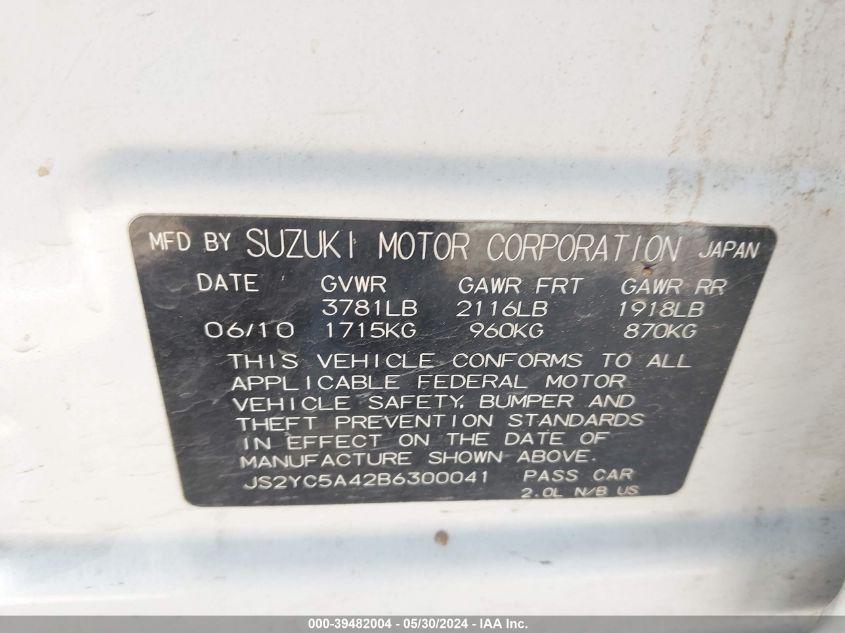 MFD BY SUZUKI MOTOR CORPORATION JAPAN
DATE GVWR GAWR FRT GAWR RR
3781LB 2116LB 1918LB
06/10 1715KG 960KG 870KG
THIS VEHICLE CONFORMS TO ALL
APPLICABLE FEDERAL MOTOR
VEHICLE SAFETY, BUMPER AND
THEFT PREVENTION STANDARDS
IN EFFECT ON THE DATE OF
MANUFACTURE SHOWN ABOVE.
JS2YC5A42B6300041 PASS CAR
2.0L N/B US
000-39482004 / 05/30/2024 - IAA Inc.